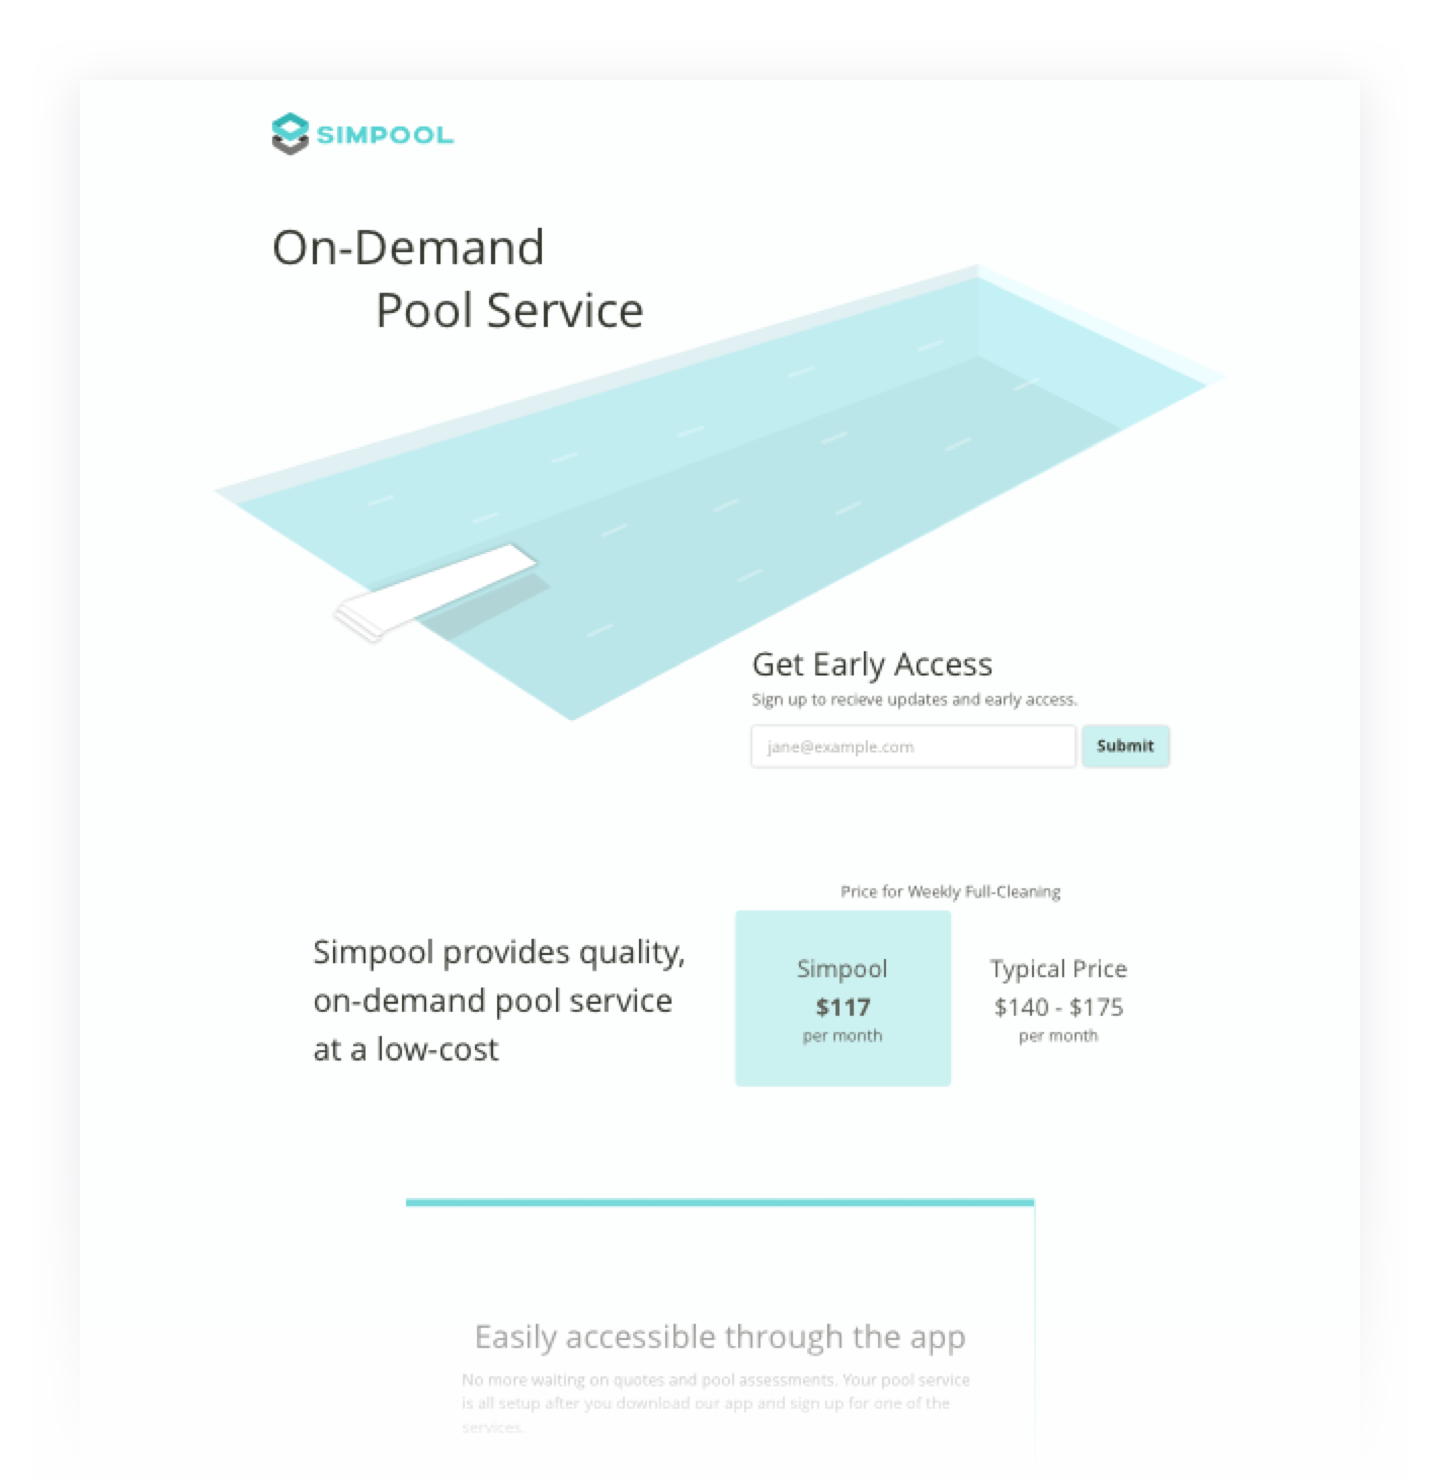 SIMPOOL
On-Demand
Pool Service
Get Early Access
Sign up to recieve updates and early access.
jane@example.com
Submit
Price for Weekly Full-Cleaning
Simpool provides quality,
on-demand pool service
at a low-cost
Simpool
$117
per month
Typical Price
$140 - $175
per month
Easily accessible through the app
No more waiting on quotes and pool assessments. Your pool service
is all setup after you download our app and sign up for one of the
services.